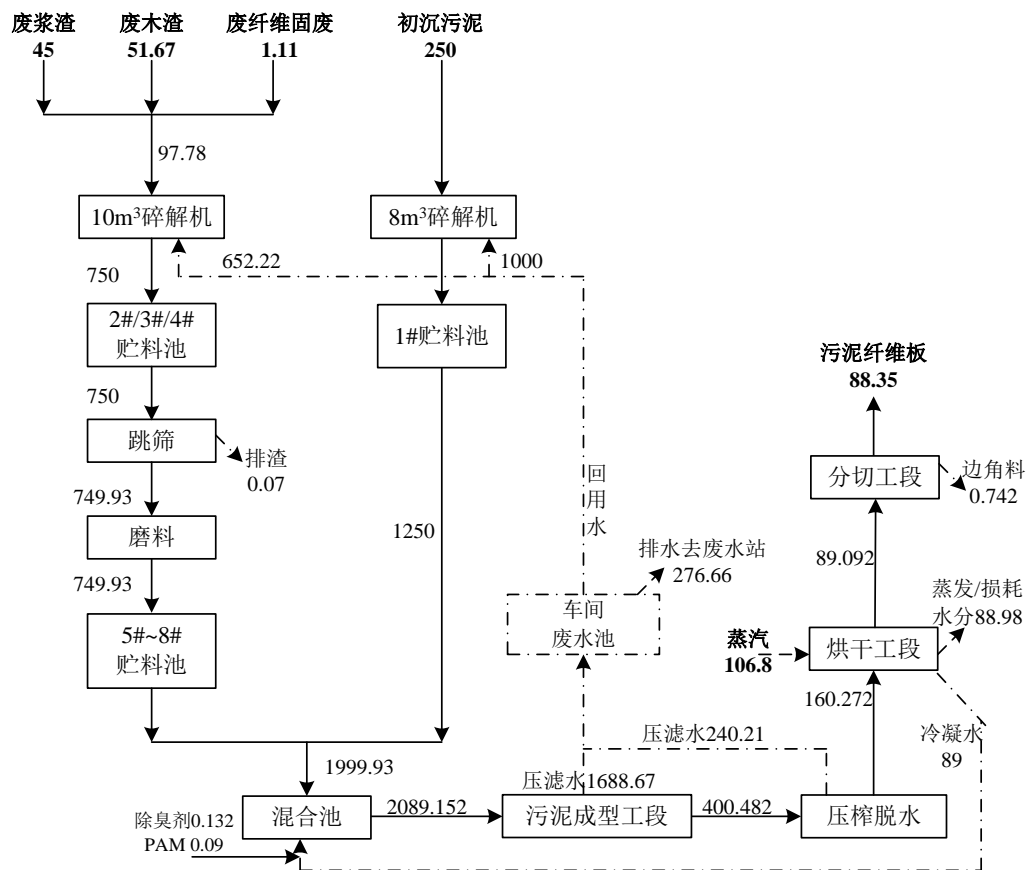 废浆渣
45
废木渣
51.67
废纤维固废
1.11
初沉污泥
250
97.78
10m³碎解机
8m³碎解机
652.22
1000
750
2#/3#/4#
贮料池
1#贮料池
750
跳筛
排渣
0.07
749.93
磨料
749.93
5#~8#
贮料池
1250
回用水
污泥纤维板
88.35
分切工段
边角料
0.742
89.092
排水去废水站
276.66
车间
废水池
蒸发/损耗
水分88.98
蒸汽
106.8
烘干工段
160.272
压滤水240.21
冷凝水
89
1999.93
压滤水1688.67
混合池
2089.152
污泥成型工段
400.482
压榨脱水
除臭剂0.132
PAM 0.09